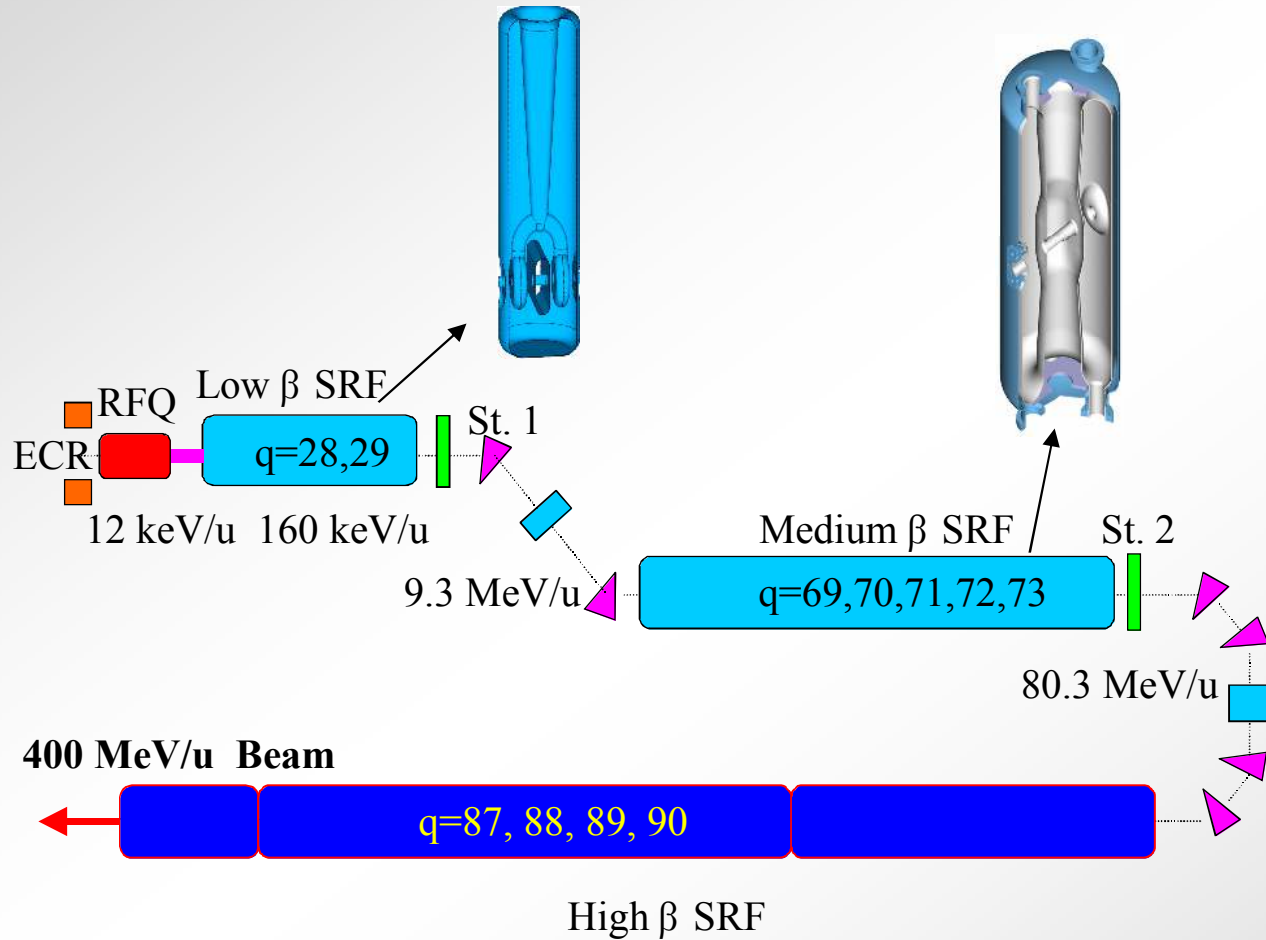 Low β SRF
RFQ
St. 1
ECR
q=28,29
12 keV/u 160 keV/u
Medium β SRF
St. 2
9.3 MeV/u
q=69,70,71,72,73
80.3 MeV/u
400 MeV/u Beam
q=87, 88, 89, 90
High β SRF